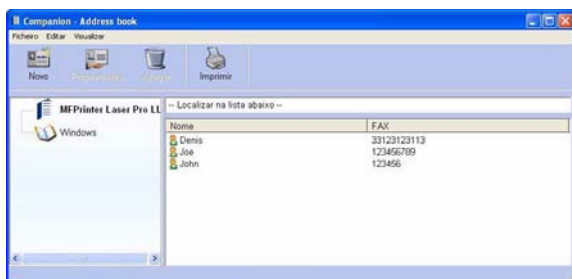 Companion - Address book
Ficheiro Editar Visualizar
Novo Propriedades Apagar Imprimir
MFPrinter Laser Pro LL
Windows
-- Localizar na lista abaixo --
Nome FAX
Denis 33123123113
Joe 123456789
John 123456